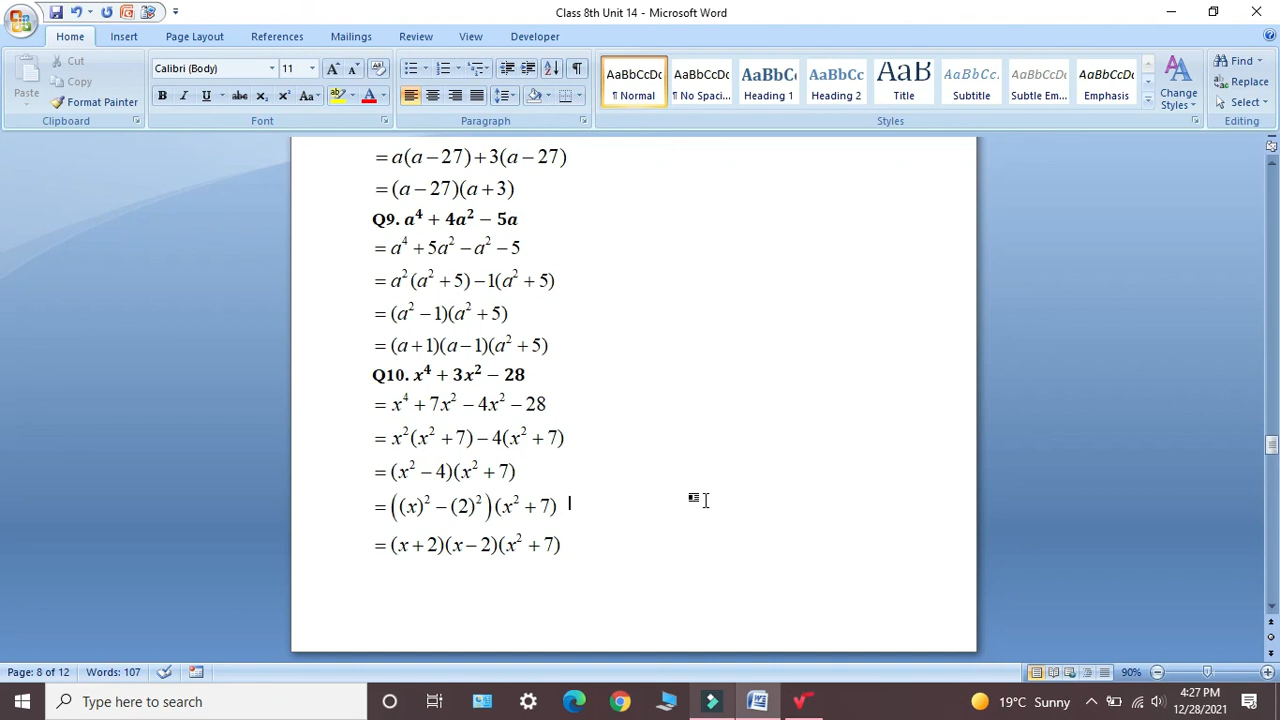 Class 8th Unit 14 - Microsoft Word
Home Insert Page Layout References Mailings Review View Developer
Paste
Cut
Copy
Format Painter
Clipboard
Calibri (Body) 11
Font
Paragraph
AaBbCcDc AaBbCcDc AaBbCc AaBbCc AaB AaBbCc. AaBbCcDc AaBbCcDc
¶ Normal ¶ No Spaci... Heading 1 Heading 2 Title Subtitle Subtle Em... Emphasis
Change Styles
Styles
Find
Replace
Select
Editing
= a(a − 27) + 3(a − 27)
= (a − 27)(a + 3)
Q9. a⁴ + 4a² − 5a
= a⁴ + 5a² − a² − 5
= a²(a² + 5) − 1(a² + 5)
= (a² − 1)(a² + 5)
= (a + 1)(a − 1)(a² + 5)
Q10. x⁴ + 3x² − 28
= x⁴ + 7x² − 4x² − 28
= x²(x² + 7) − 4(x² + 7)
= (x² − 4)(x² + 7)
= ((x)² − (2)²)(x² + 7)
= (x + 2)(x − 2)(x² + 7)
Page: 8 of 12 Words: 107 90%
Type here to search
19°C Sunny
4:27 PM
12/28/2021